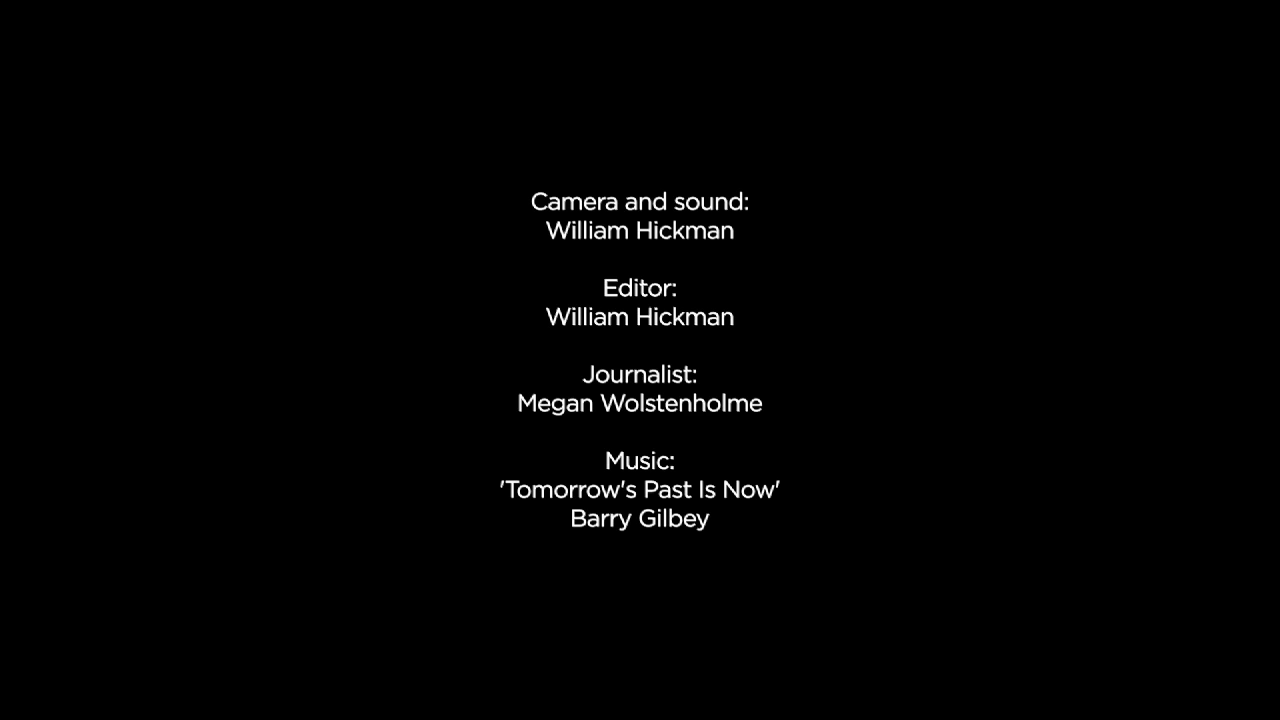 Camera and sound:
William Hickman
Editor:
William Hickman
Journalist:
Megan Wolstenholme
Music:
'Tomorrow's Past Is Now'
Barry Gilbey